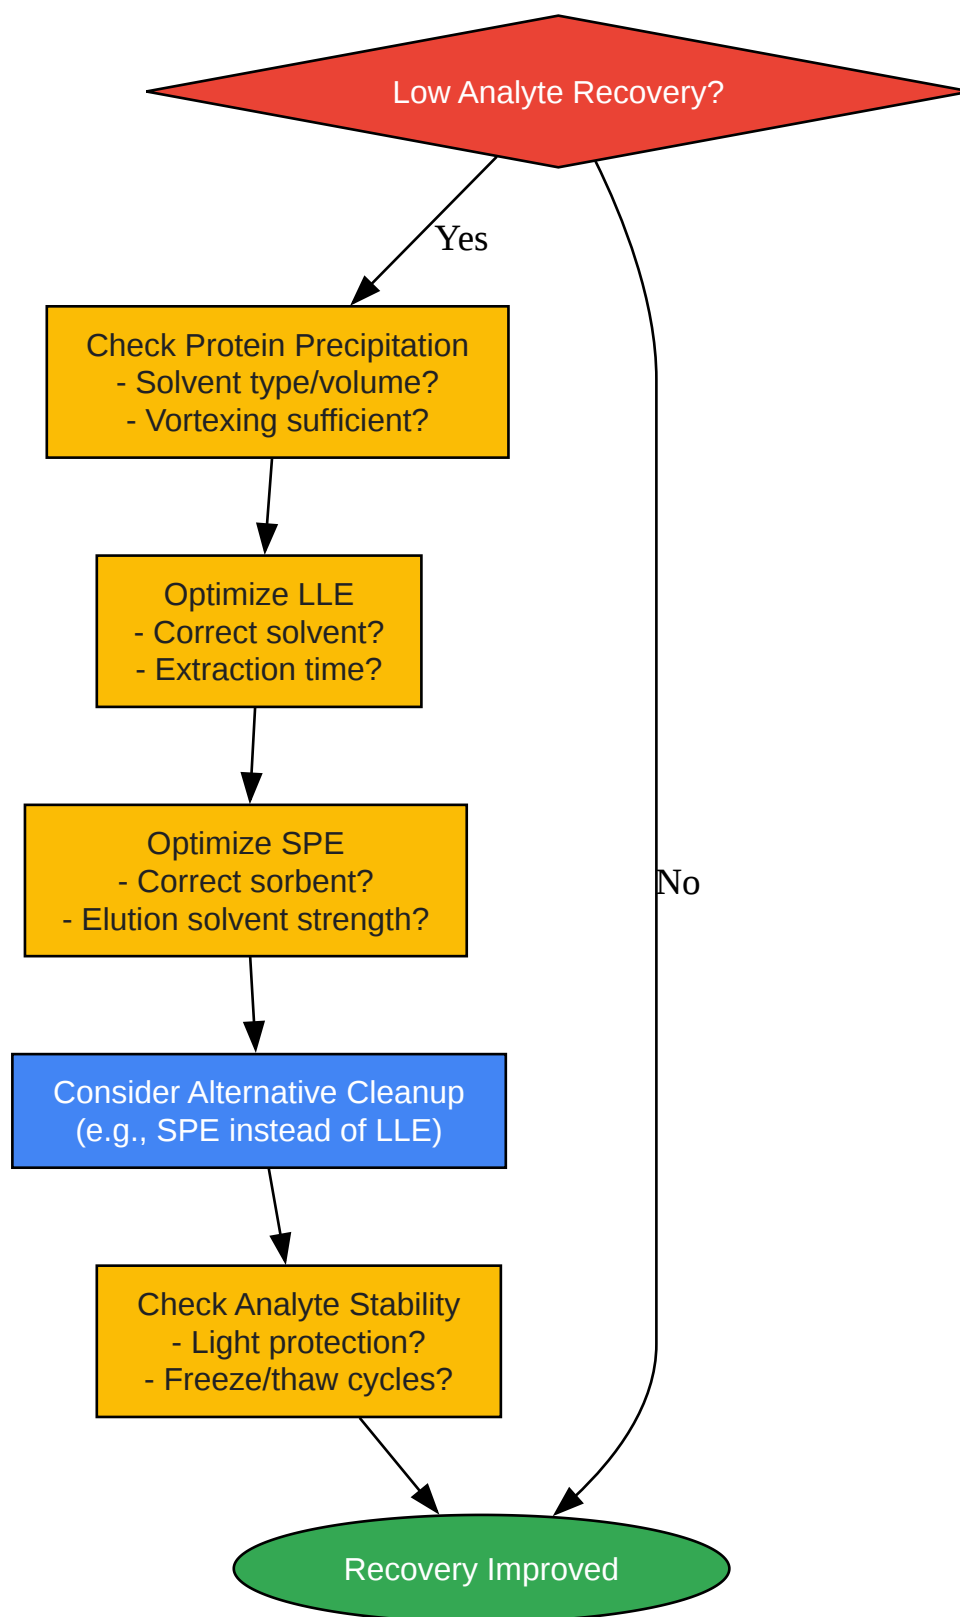 Low Analyte Recovery?
Yes
Check Protein Precipitation
- Solvent type/volume?
- Vortexing sufficient?
Optimize LLE
- Correct solvent?
- Extraction time?
Optimize SPE
- Correct sorbent?
- Elution solvent strength?
No
Consider Alternative Cleanup
(e.g., SPE instead of LLE)
Check Analyte Stability
- Light protection?
- Freeze/thaw cycles?
Recovery Improved